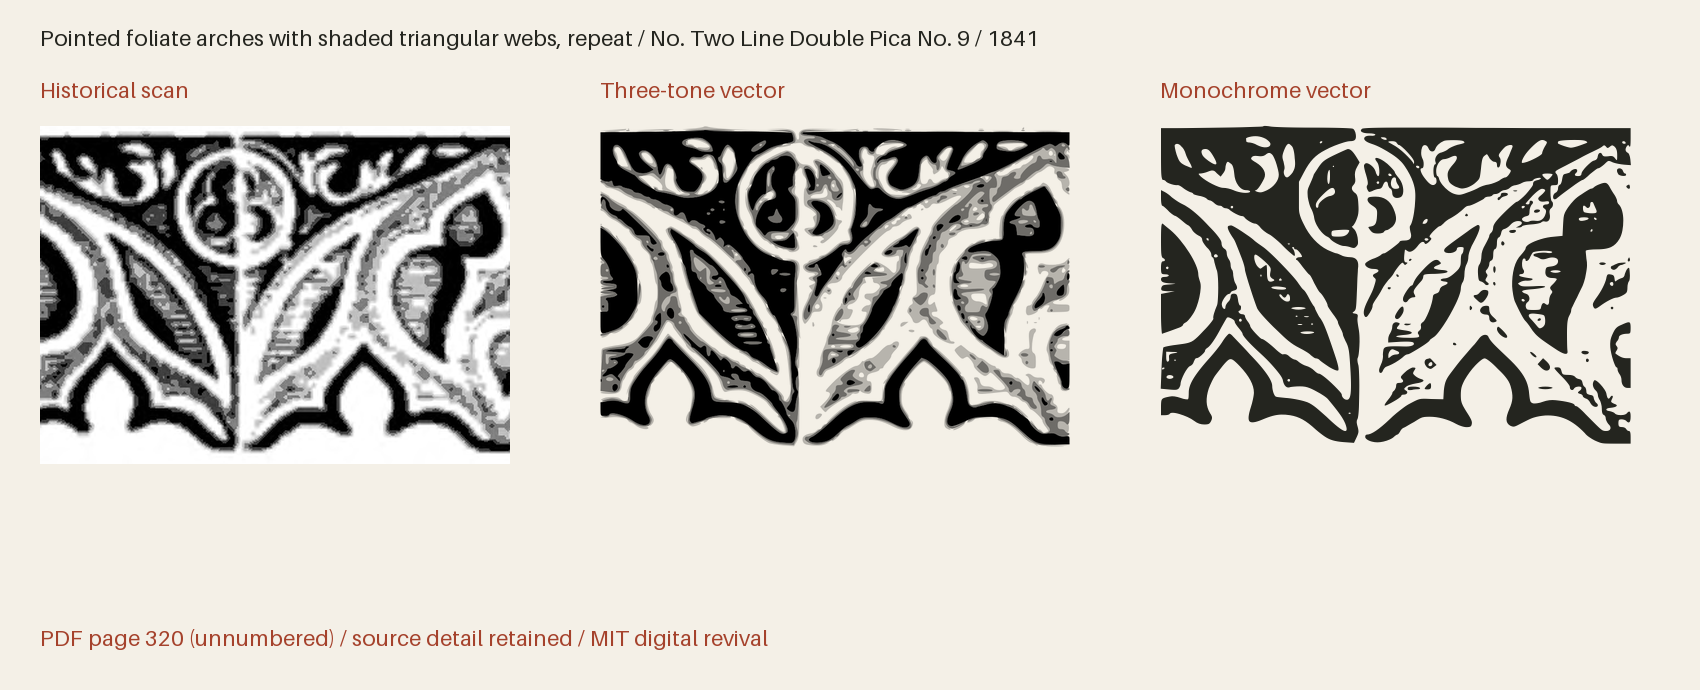 Pointed foliate arches with shaded triangular webs, repeat / No. Two Line Double Pica No. 9 / 1841
Historical scan
Three-tone vector
Monochrome vector
PDF page 320 (unnumbered) / source detail retained / MIT digital revival